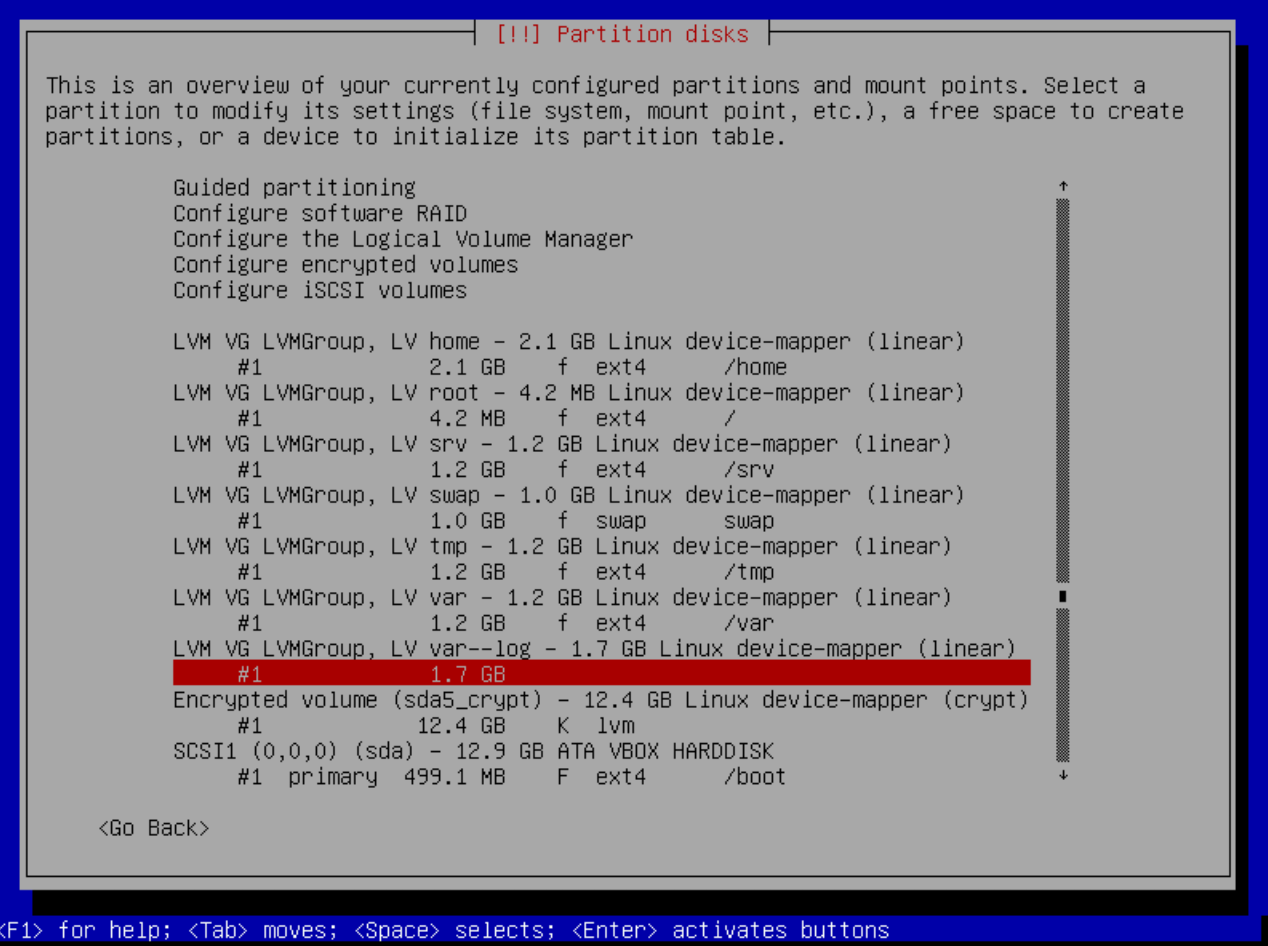 [!!] Partition disks
This is an overview of your currently configured partitions and mount points. Select a
partition to modify its settings (file system, mount point, etc.), a free space to create
partitions, or a device to initialize its partition table.
Guided partitioning
Configure software RAID
Configure the Logical Volume Manager
Configure encrypted volumes
Configure iSCSI volumes
LVM VG LVMGroup, LV home - 2.1 GB Linux device-mapper (linear)
#1 2.1 GB f ext4 /home
LVM VG LVMGroup, LV root - 4.2 MB Linux device-mapper (linear)
#1 4.2 MB f ext4 /
LVM VG LVMGroup, LV srv - 1.2 GB Linux device-mapper (linear)
#1 1.2 GB f ext4 /srv
LVM VG LVMGroup, LV swap - 1.0 GB Linux device-mapper (linear)
#1 1.0 GB f swap swap
LVM VG LVMGroup, LV tmp - 1.2 GB Linux device-mapper (linear)
#1 1.2 GB f ext4 /tmp
LVM VG LVMGroup, LV var - 1.2 GB Linux device-mapper (linear)
#1 1.2 GB f ext4 /var
LVM VG LVMGroup, LV var--log - 1.7 GB Linux device-mapper (linear)
#1 1.7 GB
Encrypted volume (sda5_crypt) - 12.4 GB Linux device-mapper (crypt)
#1 12.4 GB K lvm
SCSI1 (0,0,0) (sda) - 12.9 GB ATA VBOX HARDDISK
#1 primary 499.1 MB F ext4 /boot
<Go Back>
<F1> for help; <Tab> moves; <Space> selects; <Enter> activates buttons